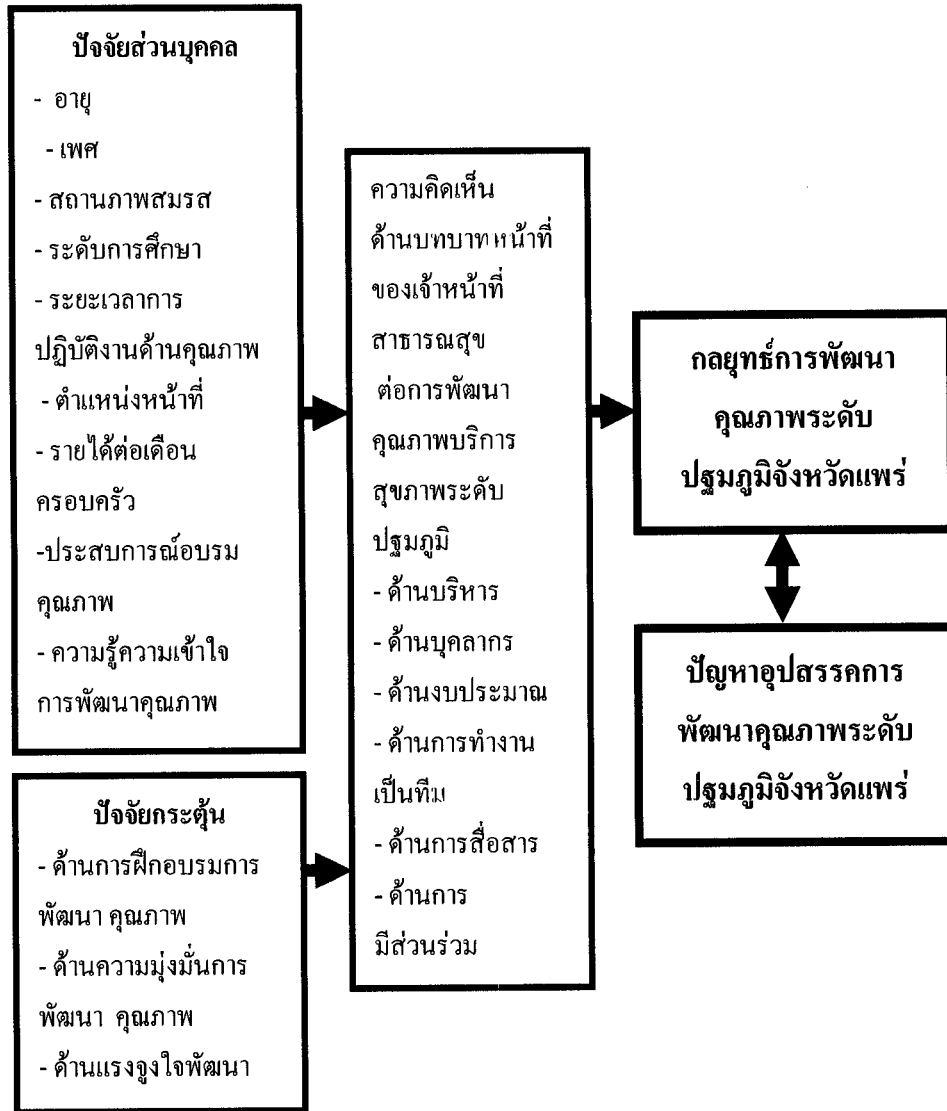 ปัจจัยส่วนบุคคล
- อายุ
- เพศ
- สถานภาพสมรส
- ระดับการศึกษา
- ระยะเวลาการ
ปฏิบัติงานด้านคุณภาพ
- ตำแหน่งหน้าที่
- รายได้ต่อเดือน
ครอบครัว
-ประสบการณ์อบรม
คุณภาพ
- ความรู้ความเข้าใจ
การพัฒนาคุณภาพ
ปัจจัยกระตุ้น
- ด้านการฝึกอบรมการ
พัฒนา คุณภาพ
- ด้านความมุ่งมั่นการ
พัฒนา คุณภาพ
- ด้านแรงจูงใจพัฒนา
ความคิดเห็น
ด้านบทบาทหน้าที่
ของเจ้าหน้าที่
สาธารณสุข
ต่อการพัฒนา
คุณภาพบริการ
สุขภาพระดับ
ปฐมภูมิ
- ด้านบริหาร
- ด้านบุคลากร
- ด้านงบประมาณ
- ด้านการทำงาน
เป็นทีม
- ด้านการสื่อสาร
- ด้านการ
มีส่วนร่วม
กลยุทธ์การพัฒนา
คุณภาพระดับ
ปฐมภูมิจังหวัดแพร่
ปัญหาอุปสรรคการ
พัฒนาคุณภาพระดับ
ปฐมภูมิจังหวัดแพร่